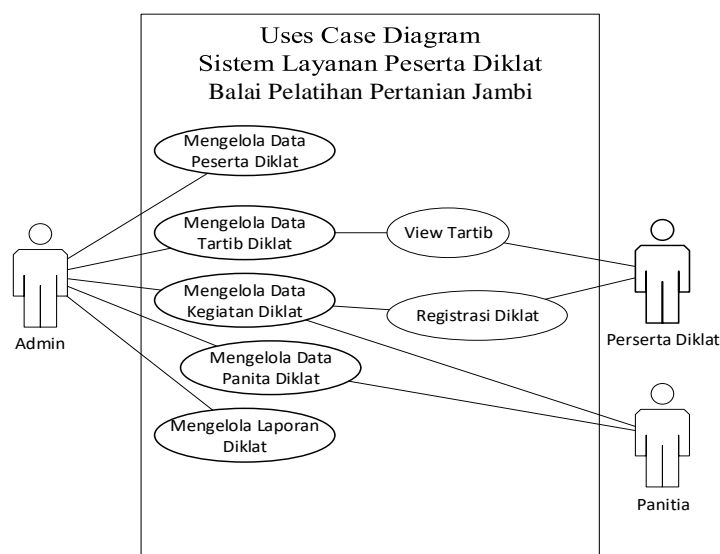 Uses Case Diagram
Sistem Layanan Peserta Diklat
Balai Pelatihan Pertanian Jambi
Mengelola Data
Peserta Diklat
Mengelola Data
Tartib Diklat
View Tartib
Mengelola Data
Kegiatan Diklat
Registrasi Diklat
Admin
Perserta Diklat
Mengelola Data
Panita Diklat
Mengelola Laporan
Diklat
Panitia